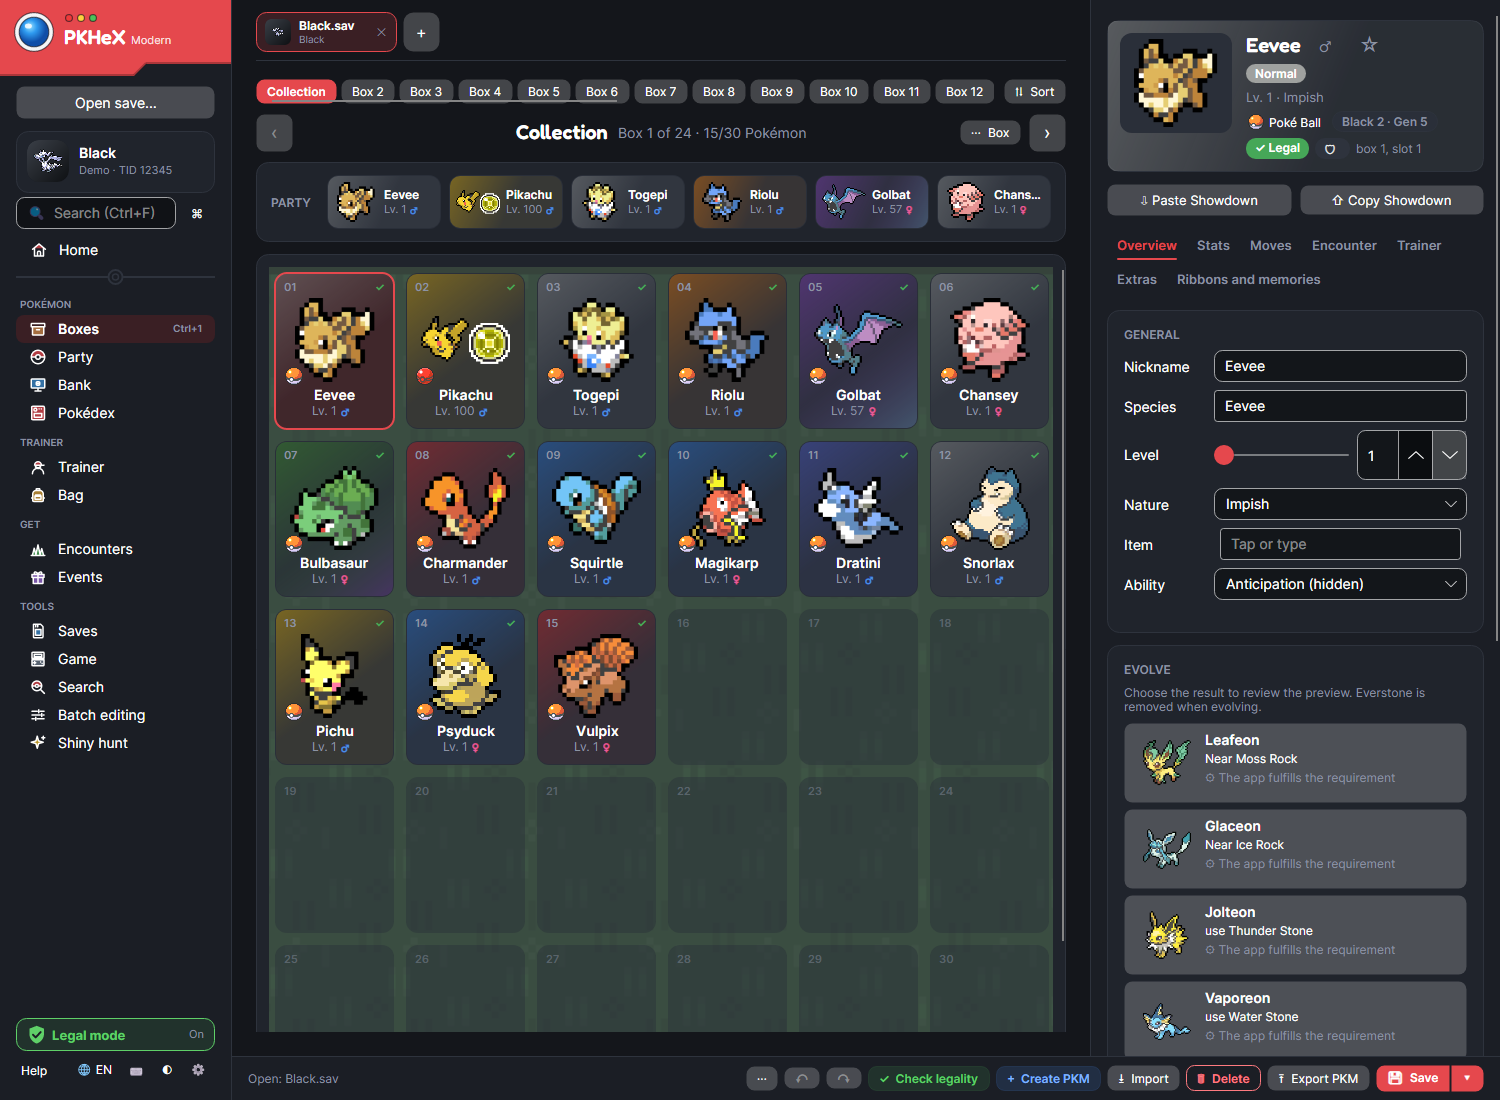 PKHeX Modern
Open save...
Black
Demo · TID 12345
Search (Ctrl+F)
⌘
Home
POKÉMON
Boxes Ctrl+1
Party
Bank
Pokédex
TRAINER
Trainer
Bag
GET
Encounters
Events
TOOLS
Saves
Game
Search
Batch editing
Shiny hunt
Legal mode On
Help EN
Black.sav
Black
+
Collection Box 2 Box 3 Box 4 Box 5 Box 6 Box 7 Box 8 Box 9 Box 10 Box 11 Box 12 Sort
‹ Collection Box 1 of 24 · 15/30 Pokémon ··· Box ›
PARTY
Eevee
Lv. 1 ♂
Pikachu
Lv. 100 ♂
Togepi
Lv. 1 ♂
Riolu
Lv. 1 ♂
Golbat
Lv. 57 ♀
Chans...
Lv. 1 ♀
01 ✓
Eevee
Lv. 1 ♂
02 ✓
Pikachu
Lv. 100 ♂
03 ✓
Togepi
Lv. 1 ♂
04 ✓
Riolu
Lv. 1 ♂
05 ✓
Golbat
Lv. 57 ♀
06 ✓
Chansey
Lv. 1 ♀
07 ✓
Bulbasaur
Lv. 1 ♀
08 ✓
Charmander
Lv. 1 ♂
09 ✓
Squirtle
Lv. 1 ♂
10 ✓
Magikarp
Lv. 1 ♀
11 ✓
Dratini
Lv. 1 ♂
12 ✓
Snorlax
Lv. 1 ♂
13 ✓
Pichu
Lv. 1 ♂
14 ✓
Psyduck
Lv. 1 ♀
15 ✓
Vulpix
Lv. 1 ♀
16
17
18
19
20
21
22
23
24
25
26
27
28
29
30
Open: Black.sav
··· ✓ Check legality + Create PKM Import Delete Export PKM Save
Eevee ♂ ☆
Normal
Lv. 1 · Impish
Poké Ball Black 2 · Gen 5
✓ Legal box 1, slot 1
⇩ Paste Showdown
⇧ Copy Showdown
Overview Stats Moves Encounter Trainer
Extras Ribbons and memories
GENERAL
Nickname Eevee
Species Eevee
Level 1
Nature Impish
Item Tap or type
Ability Anticipation (hidden)
EVOLVE
Choose the result to review the preview. Everstone is
removed when evolving.
Leafeon
Near Moss Rock
The app fulfills the requirement
Glaceon
Near Ice Rock
The app fulfills the requirement
Jolteon
use Thunder Stone
The app fulfills the requirement
Vaporeon
use Water Stone
The app fulfills the requirement